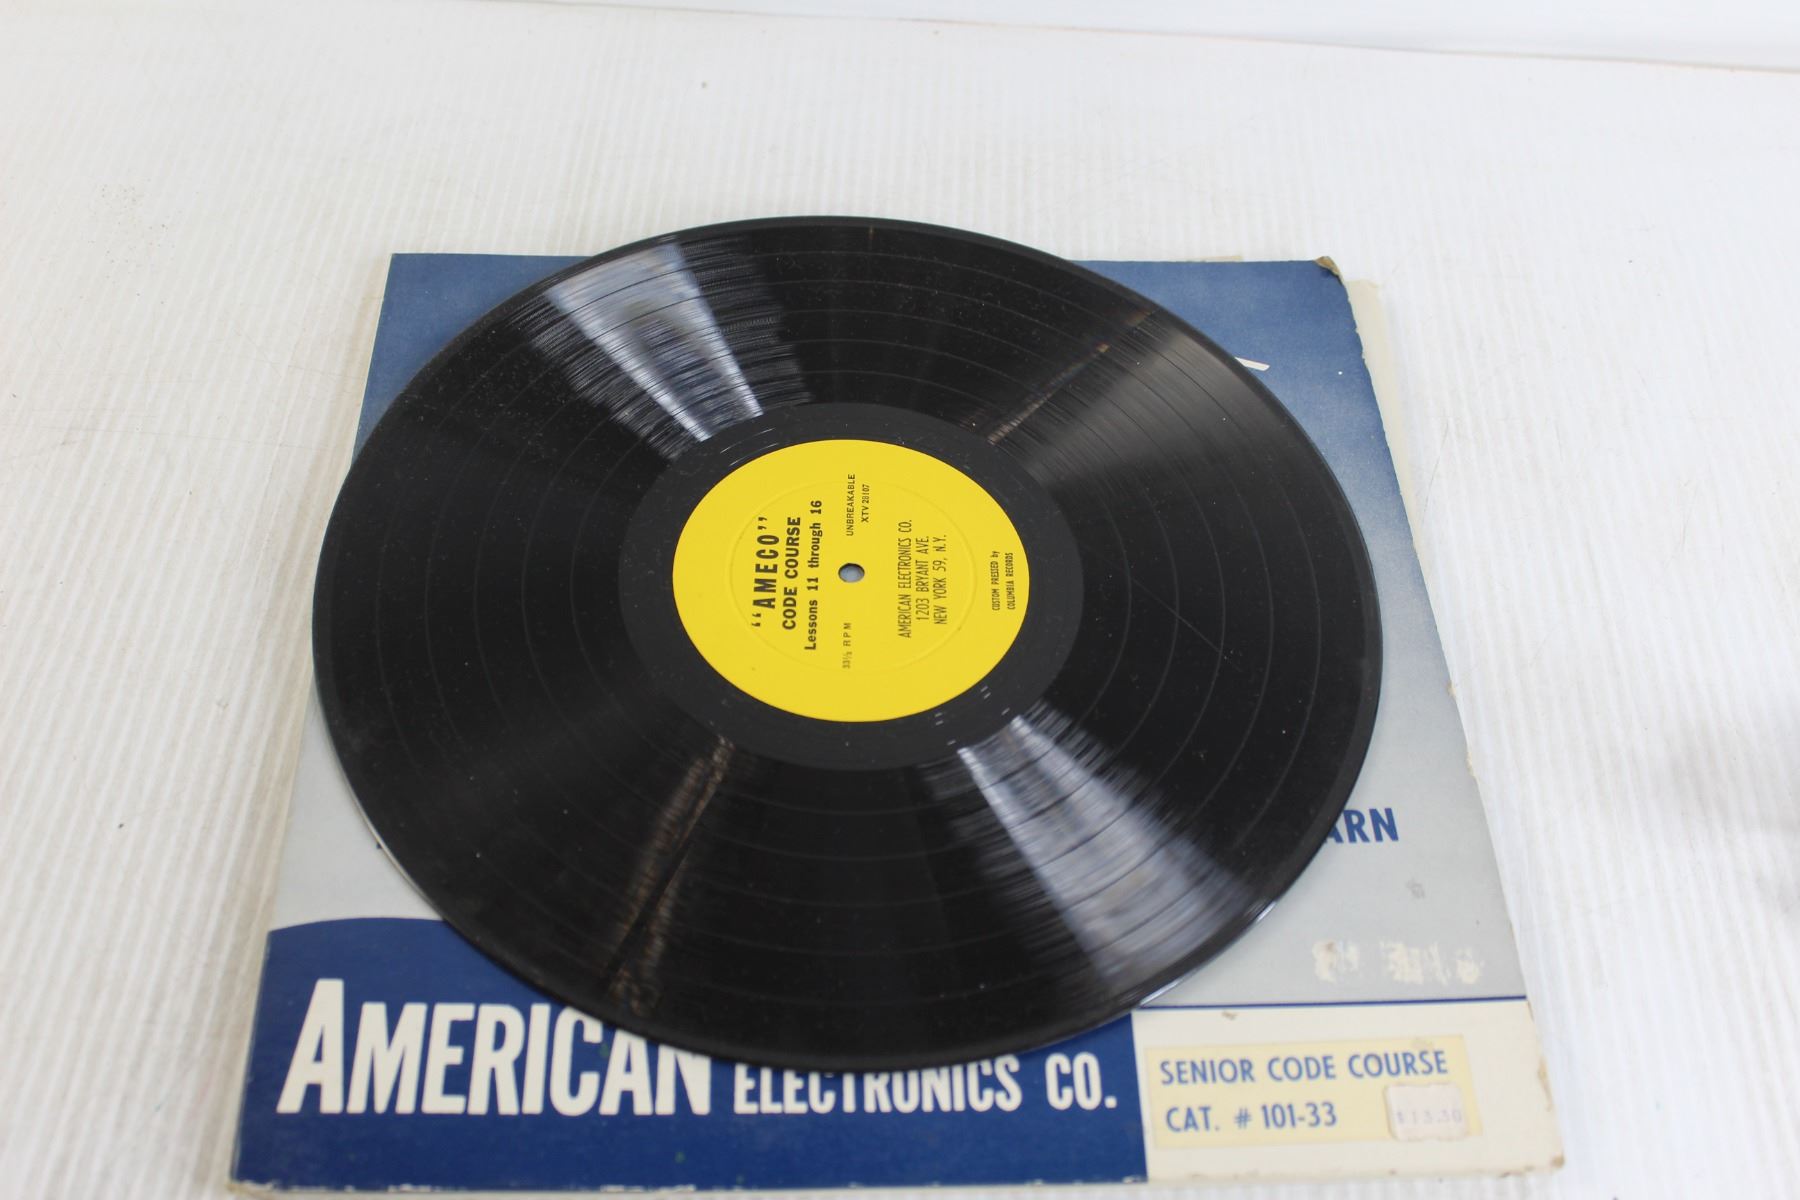 "AMECO"
CODE COURSE
Lessons 11 through 16
33⅓ RPM
UNBREAKABLE
XTV 28107
AMERICAN ELECTRONICS CO.
1203 BRYANT AVE.
NEW YORK 59, N.Y.
CUSTOM PRESSED by
COLUMBIA RECORDS
ARN
AMERICAN ELECTRONICS CO.
SENIOR CODE COURSE
CAT. # 101-33